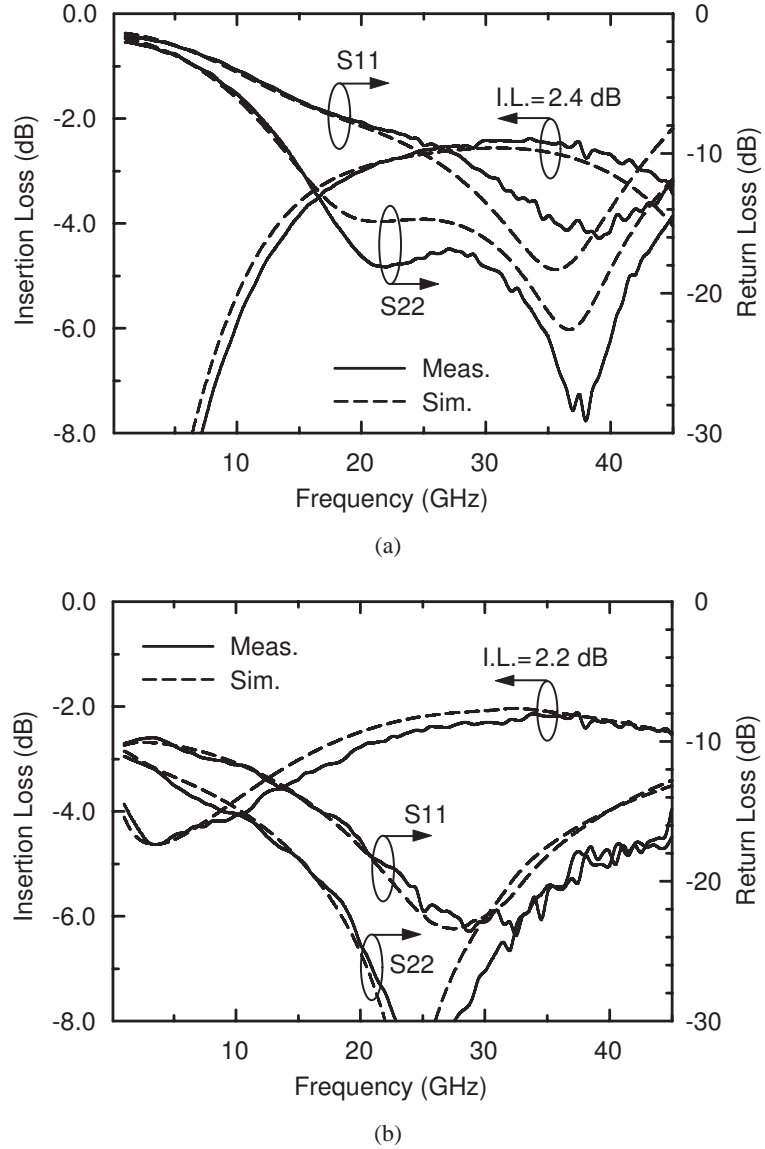 0.0
-2.0
-4.0
-6.0
-8.0
Insertion Loss (dB)
0
-10
-20
-30
Return Loss (dB)
S11
I.L.= 2.4 dB
S22
Meas.
Sim.
10
20
30
40
Frequency (GHz)
(a)
0.0
-2.0
-4.0
-6.0
-8.0
Insertion Loss (dB)
0
-10
-20
-30
Return Loss (dB)
Meas.
Sim.
I.L.= 2.2 dB
S11
S22
10
20
30
40
Frequency (GHz)
(b)